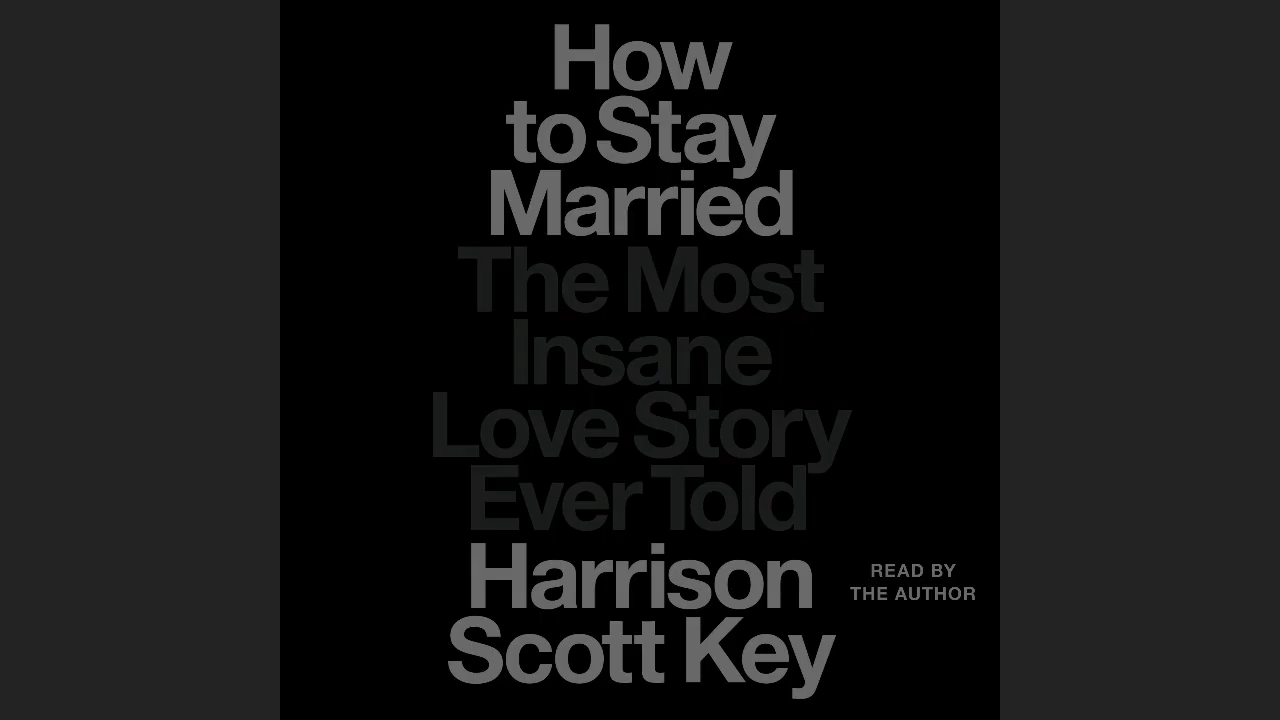 How
to Stay
Married
The Most
Insane
Love Story
Ever Told
Harrison
Scott Key
READ BY
THE AUTHOR